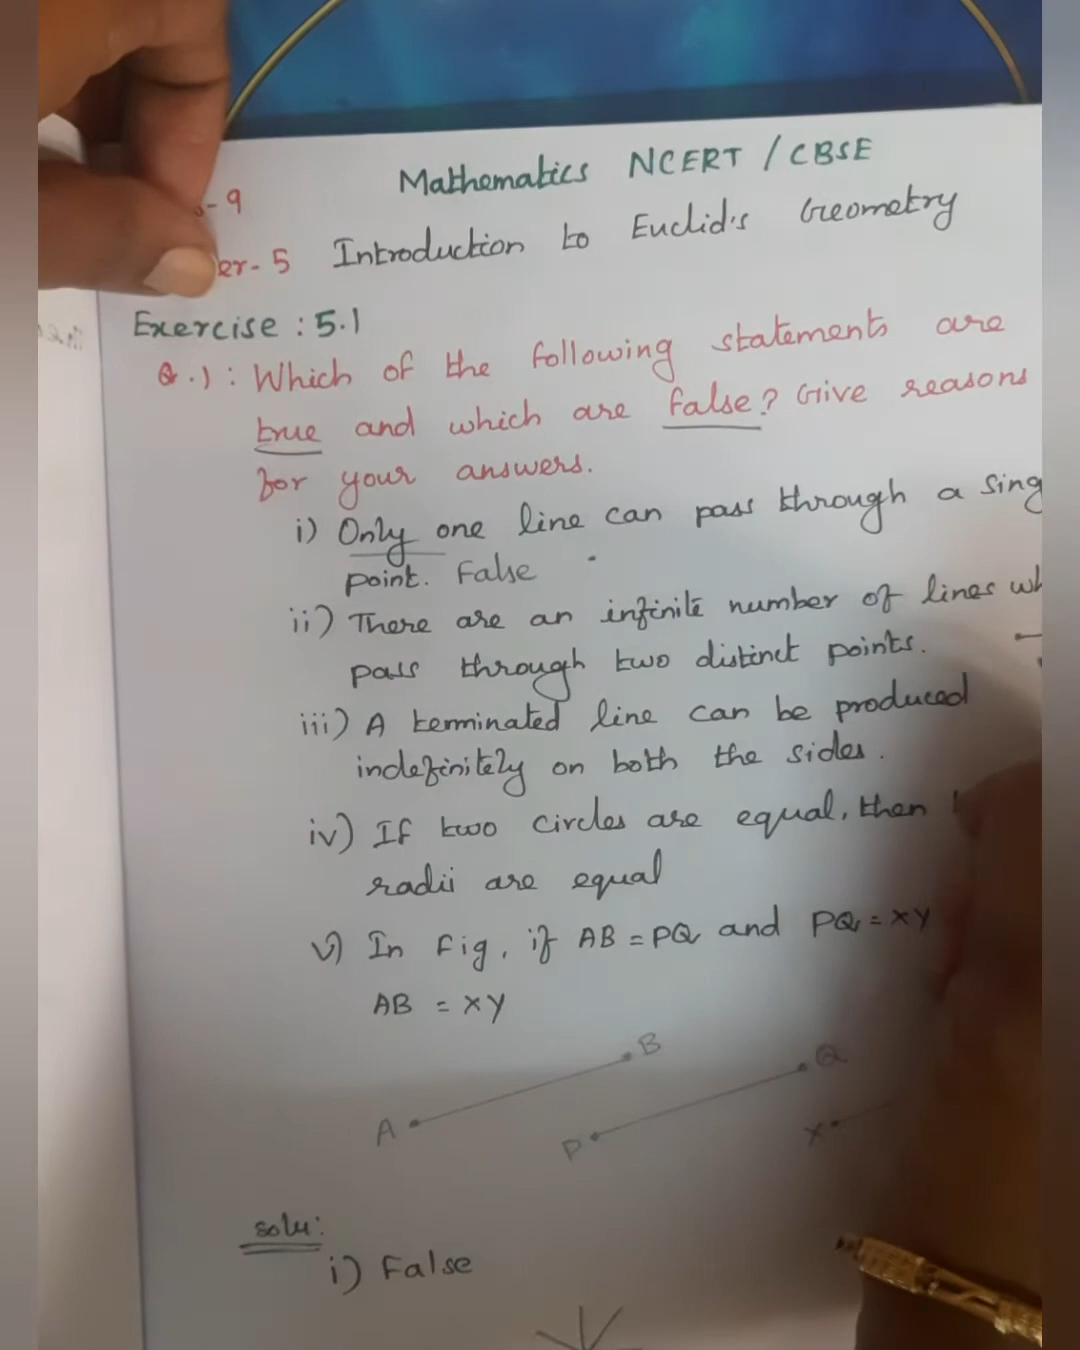 Mathematics NCERT / CBSE
- 9
er- 5 Introduction to Euclid's Geometry
Exercise : 5.1
Q.1 : Which of the following statements are
true and which are false? Give reasons
for your answers.
i) Only one line can pass through a sing
point. False
ii) There are an infinite number of lines wh
pass through two distinct points.
iii) A terminated line can be produced
indefinitely on both the sides.
iv) If two circles are equal, then
radii are equal
v) In Fig, if AB = PQ and PQ = XY
AB = XY
B
Q
A
P
X
Solu:
i) False